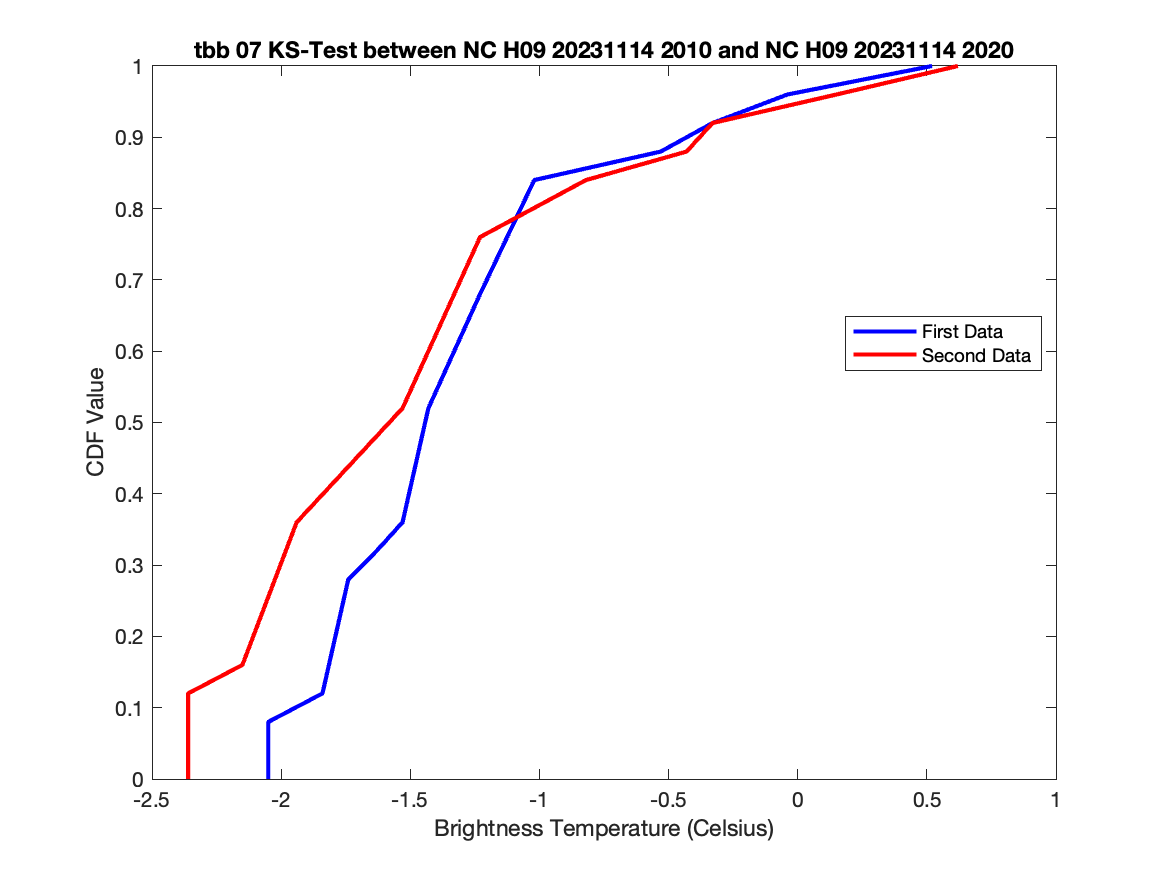 tbb 07 KS-Test between NC H09 20231114 2010 and NC H09 20231114 2020
1
0.9
0.8
0.7
0.6
0.5
0.4
0.3
0.2
0.1
0
CDF Value
First Data
Second Data
-2.5 -2 -1.5 -1 -0.5 0 0.5 1
Brightness Temperature (Celsius)